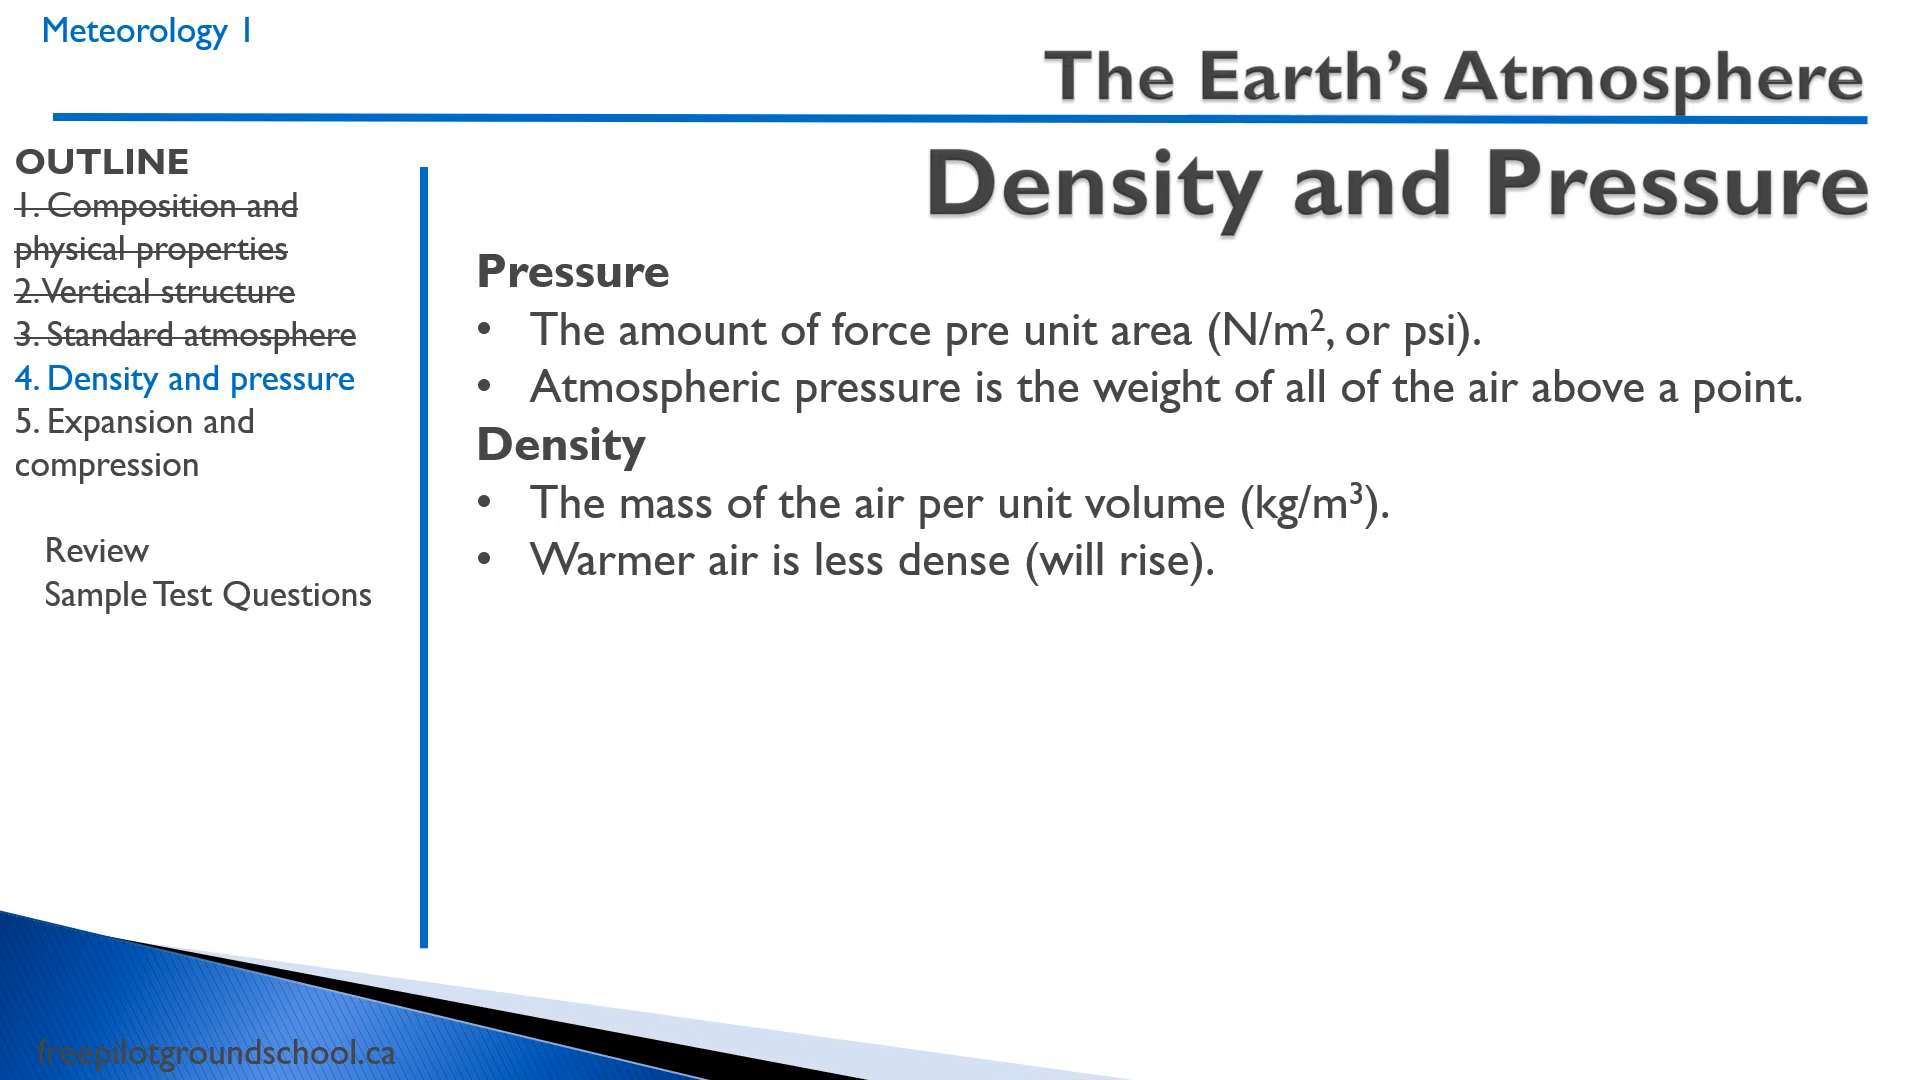 Meteorology 1
The Earth's Atmosphere
Density and Pressure
OUTLINE
1. Composition and
physical properties
2. Vertical structure
3. Standard atmosphere
4. Density and pressure
5. Expansion and
compression
Review
Sample Test Questions
Pressure
• The amount of force pre unit area (N/m², or psi).
• Atmospheric pressure is the weight of all of the air above a point.
Density
• The mass of the air per unit volume (kg/m³).
• Warmer air is less dense (will rise).
freepilotgroundschool.ca